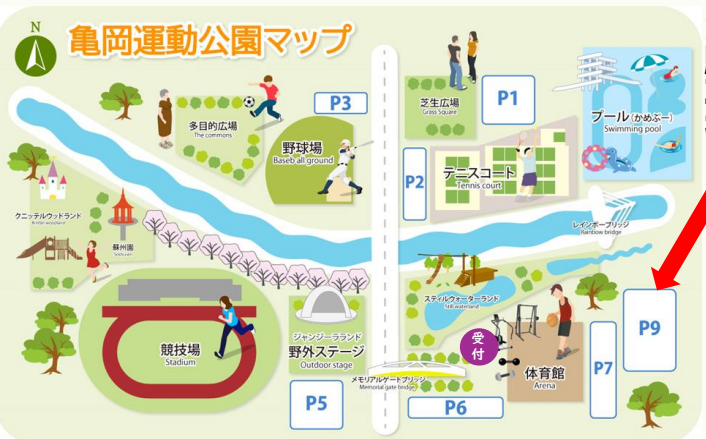 N
亀岡運動公園マップ
P3
多目的広場
The commons
野球場
Baseb all ground
芝生広場
Grass Square
P1
プール(かめぷー)
Swimming pool
P2
テニスコート
Tennis court
クニッテルウッドランド
蘇州園
レインボーブリッジ
Rainbow bridge
スティルウォーターランド
Still waterland
競技場
Stadium
ジャンジーラランド
野外ステージ
Outdoor stage
受付
体育館
Arena
P7
P9
メモリアルゲートブリッジ
Memorial gate bridge
P5
P6